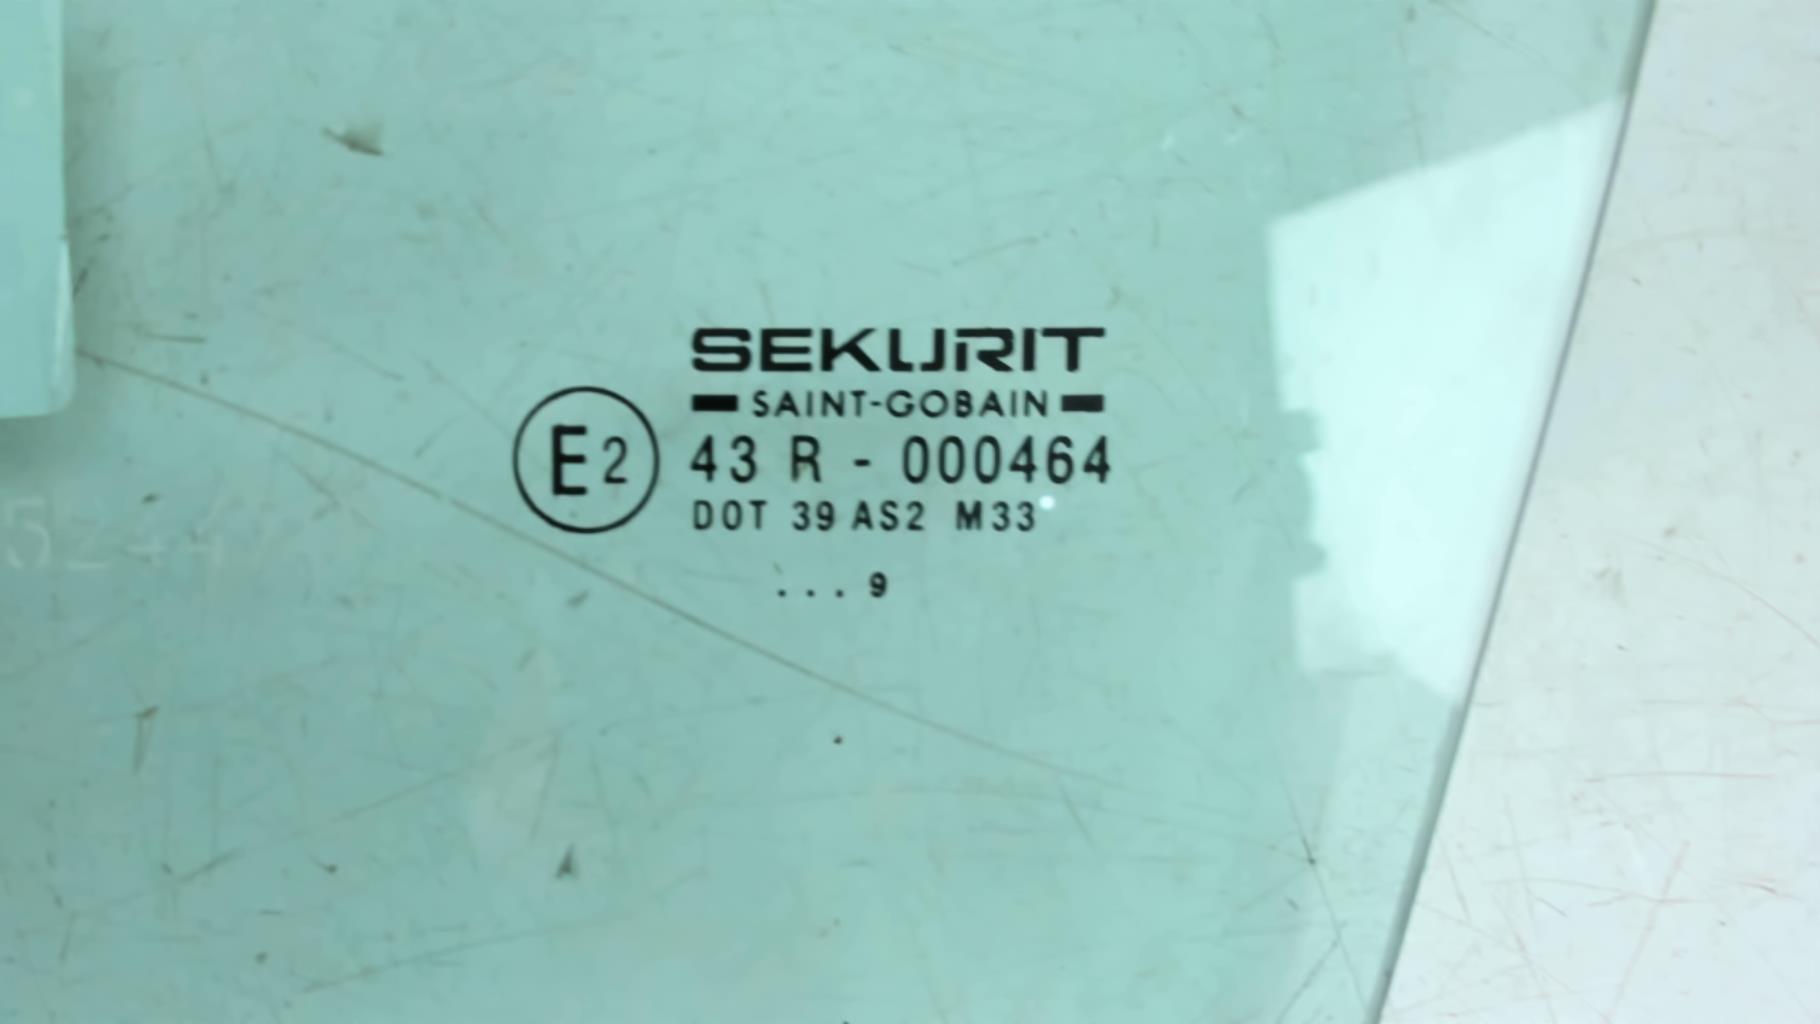 SEKURIT
SAINT-GOBAIN
E2 43 R - 000464
DOT 39 AS2 M33
... 9